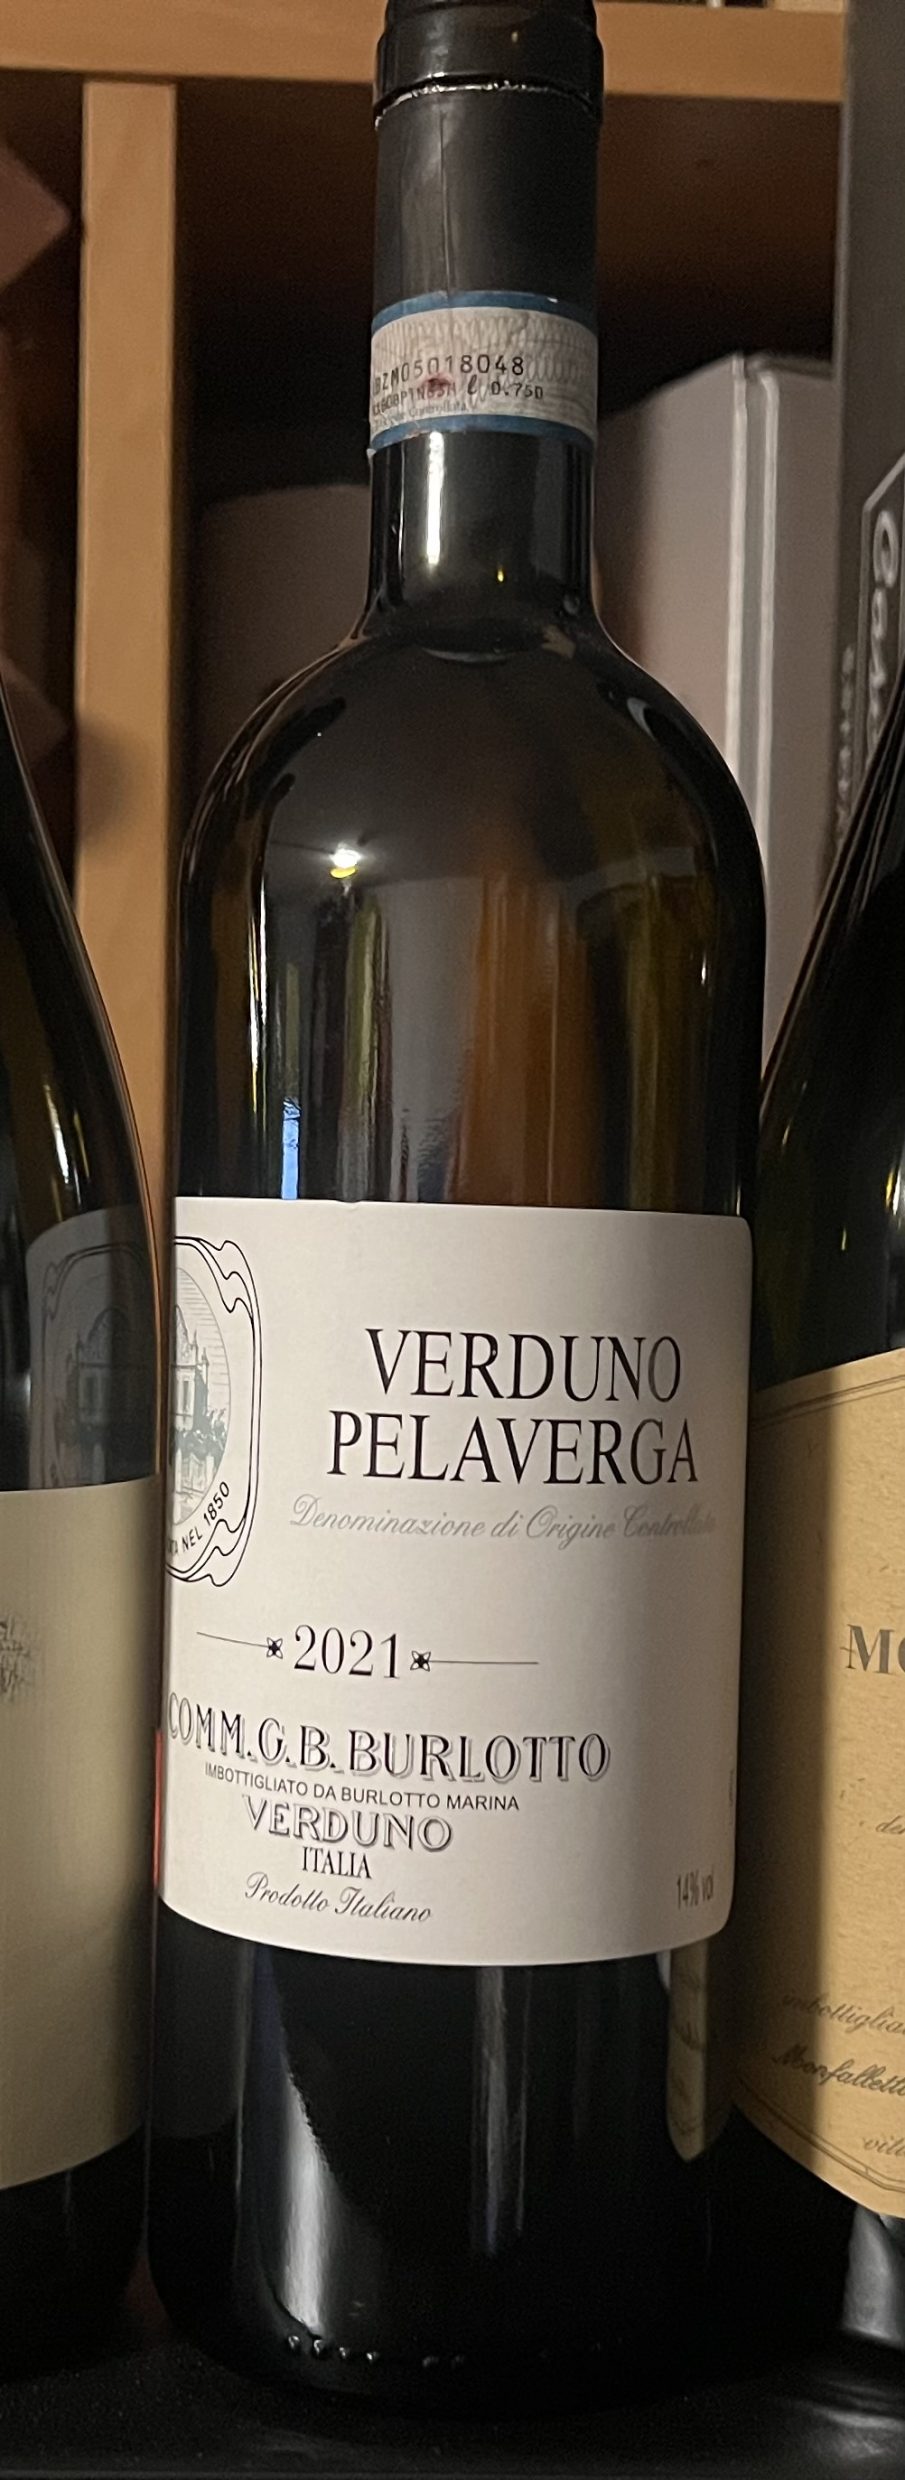 BZM05018048
ℓ 0.750
VERDUNO
PELAVERGA
Denominazione di Origine Controllata
NEL 1850
2021
COMM. G. B. BURLOTTO
IMBOTTIGLIATO DA BURLOTTO MARINA
VERDUNO
ITALIA
Prodotto Italiano
14% vol